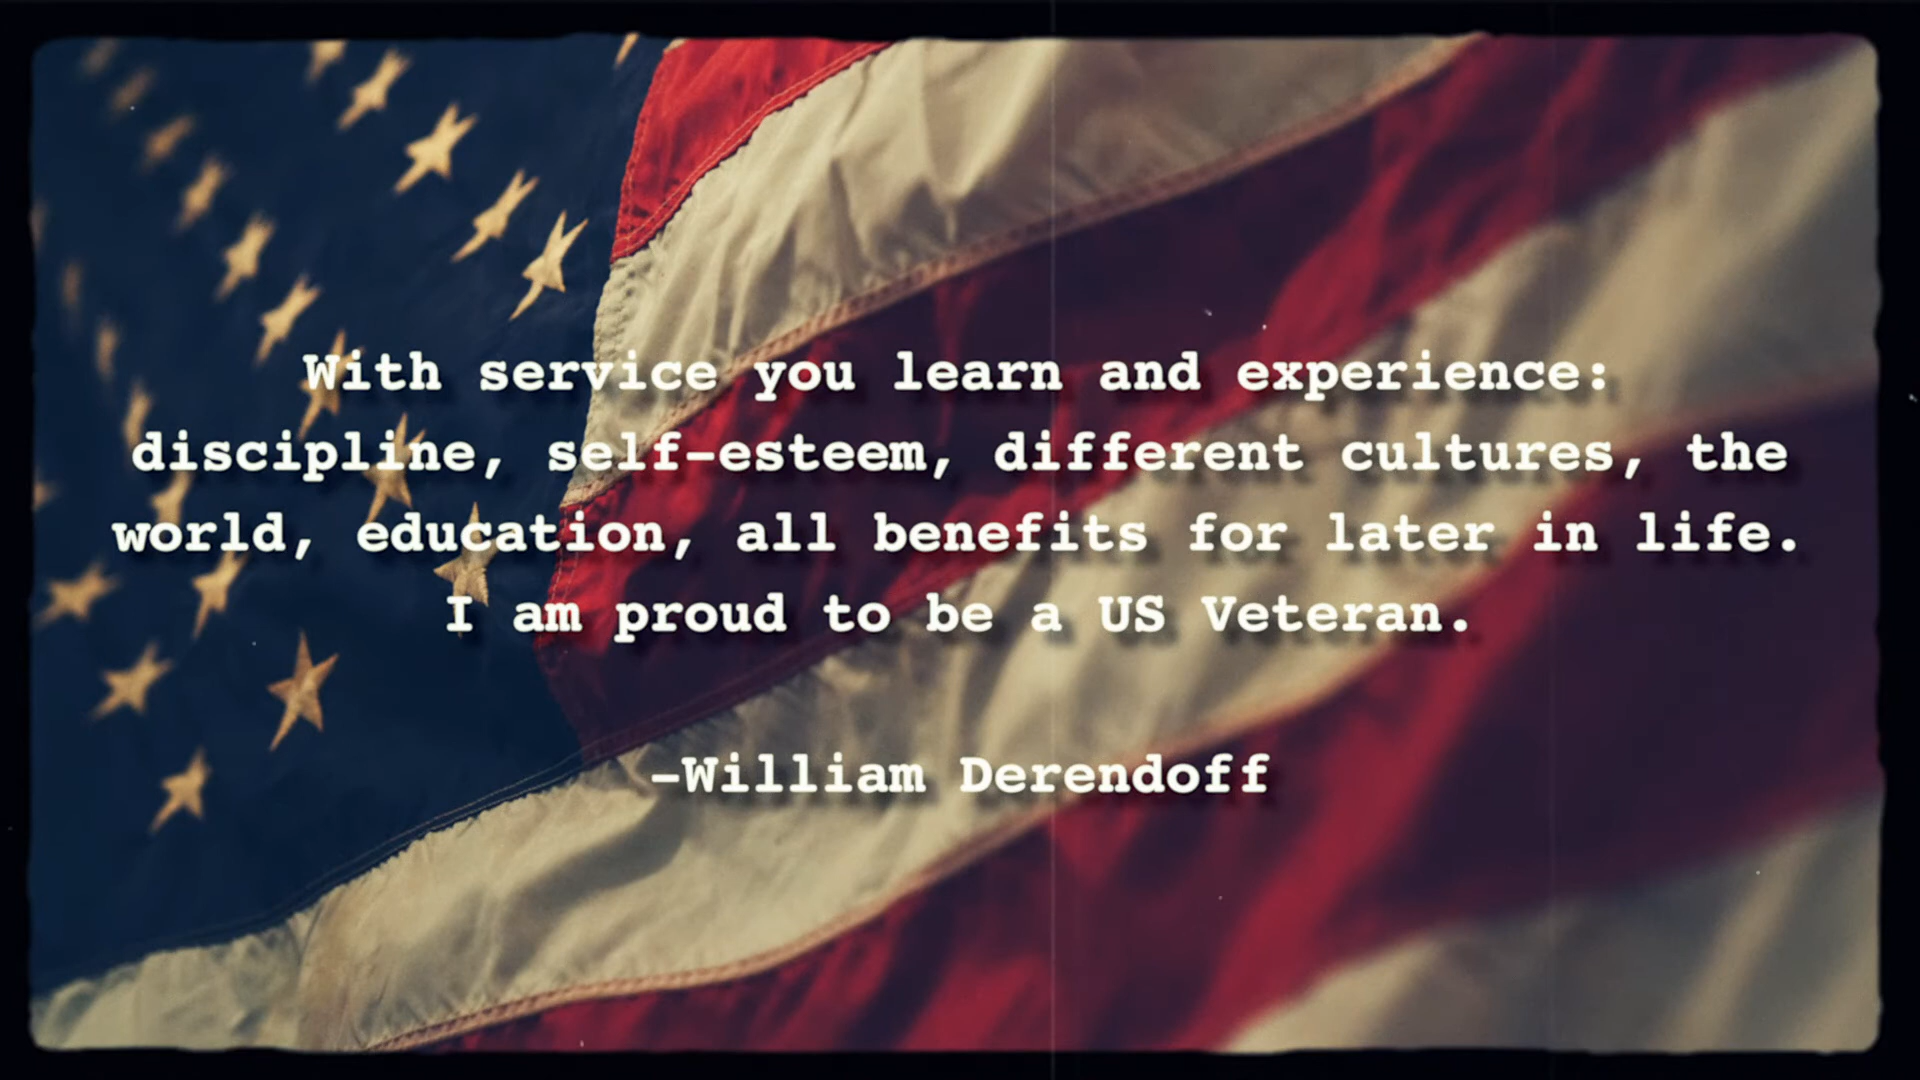 With service you learn and experience:
discipline, self-esteem, different cultures, the
world, education, all benefits for later in life.
I am proud to be a US Veteran.
-William Derendoff